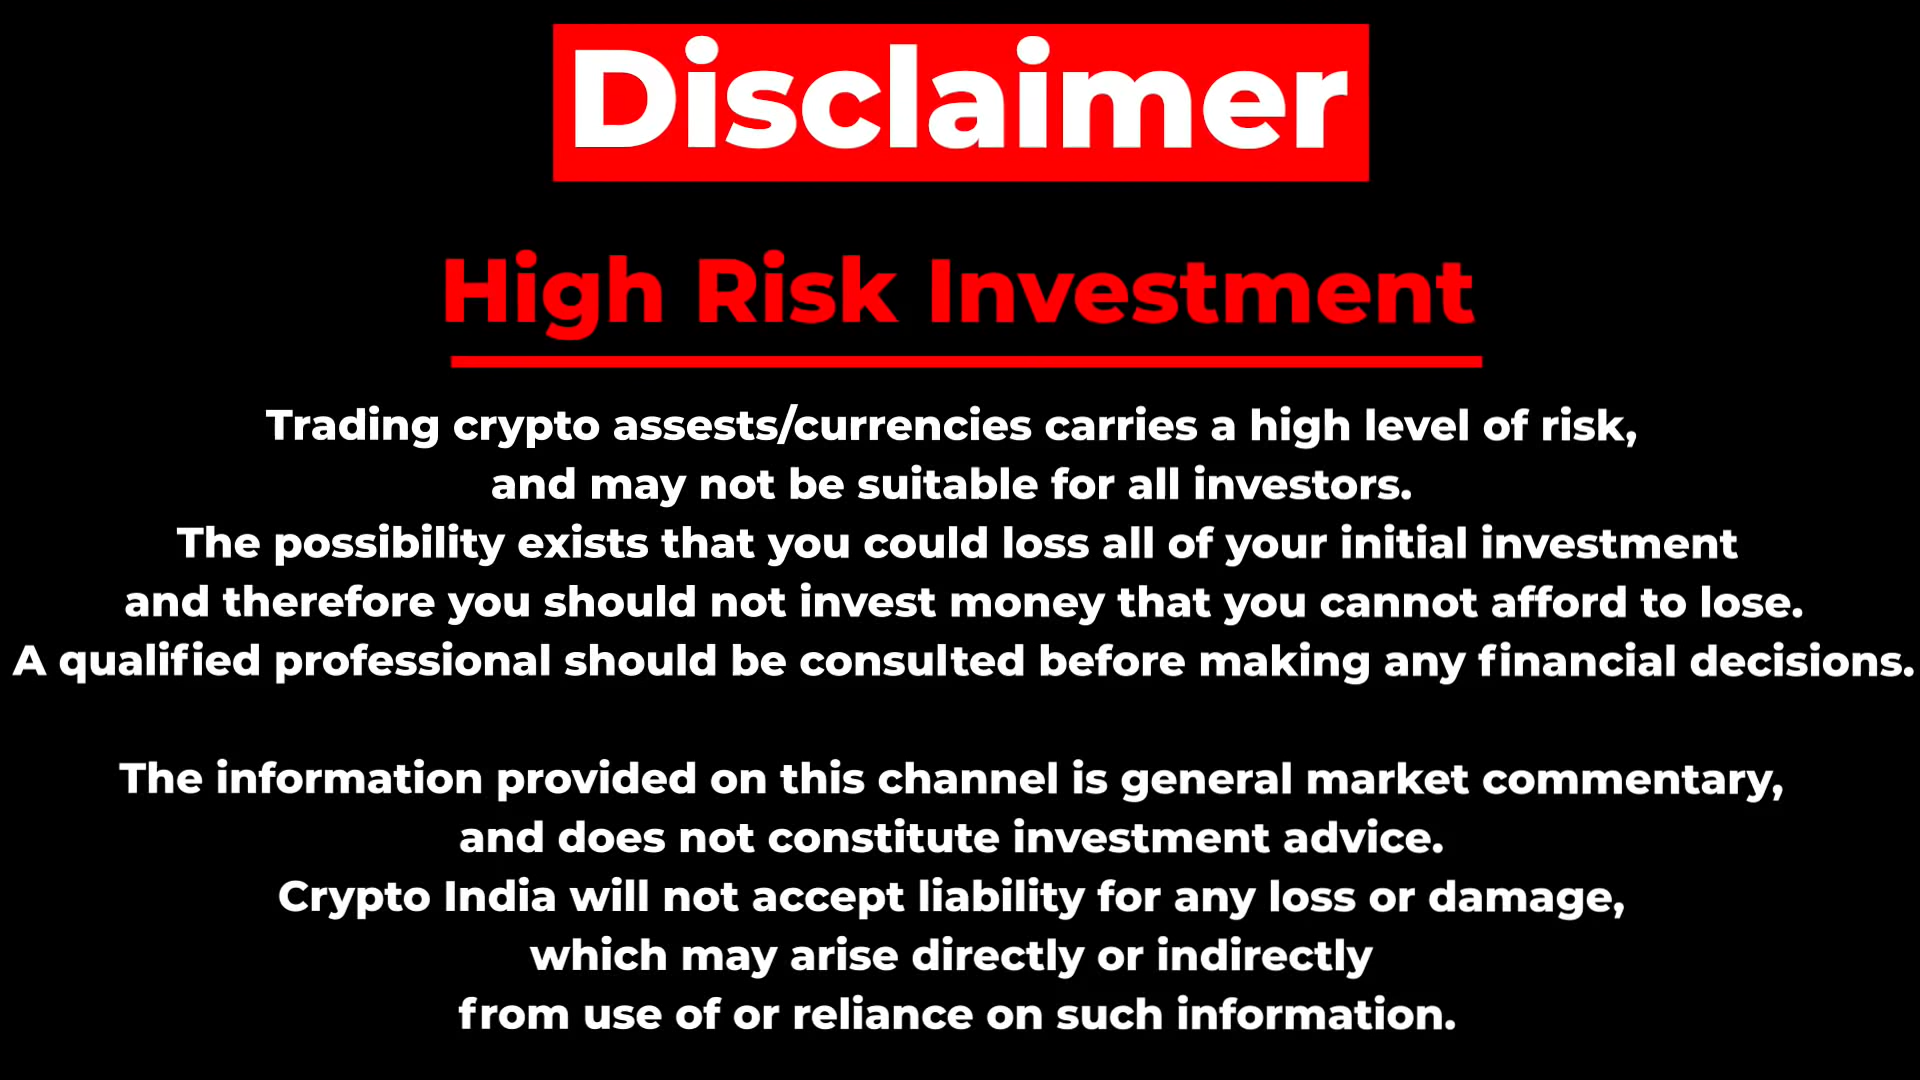 Disclaimer
High Risk Investment
Trading crypto assests/currencies carries a high level of risk,
and may not be suitable for all investors.
The possibility exists that you could loss all of your initial investment
and therefore you should not invest money that you cannot afford to lose.
A qualified professional should be consulted before making any financial decisions.
The information provided on this channel is general market commentary,
and does not constitute investment advice.
Crypto India will not accept liability for any loss or damage,
which may arise directly or indirectly
from use of or reliance on such information.